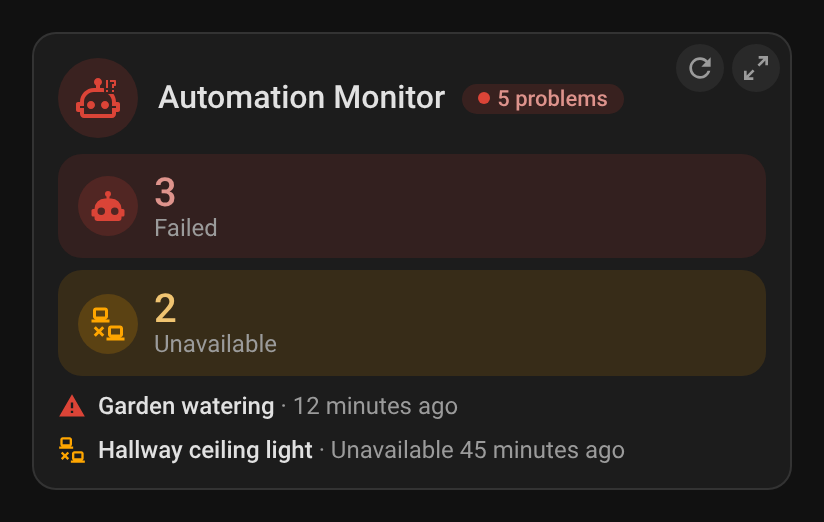 Automation Monitor
5 problems
3
Failed
2
Unavailable
Garden watering · 12 minutes ago
Hallway ceiling light · Unavailable 45 minutes ago